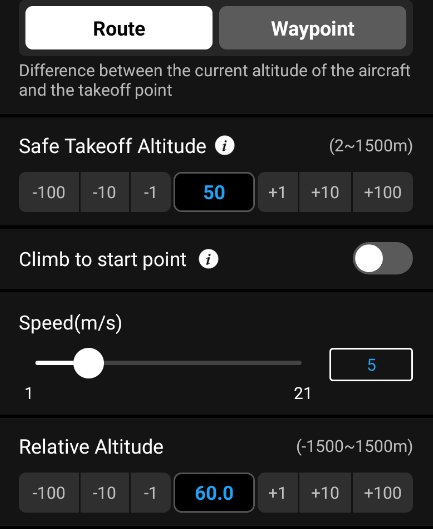 Route Waypoint
Difference between the current altitude of the aircraft
and the takeoff point
Safe Takeoff Altitude i (2~1500m)
-100 -10 -1 50 +1 +10 +100
Climb to start point i
Speed(m/s)
5
1 21
Relative Altitude (-1500~1500m)
-100 -10 -1 60.0 +1 +10 +100